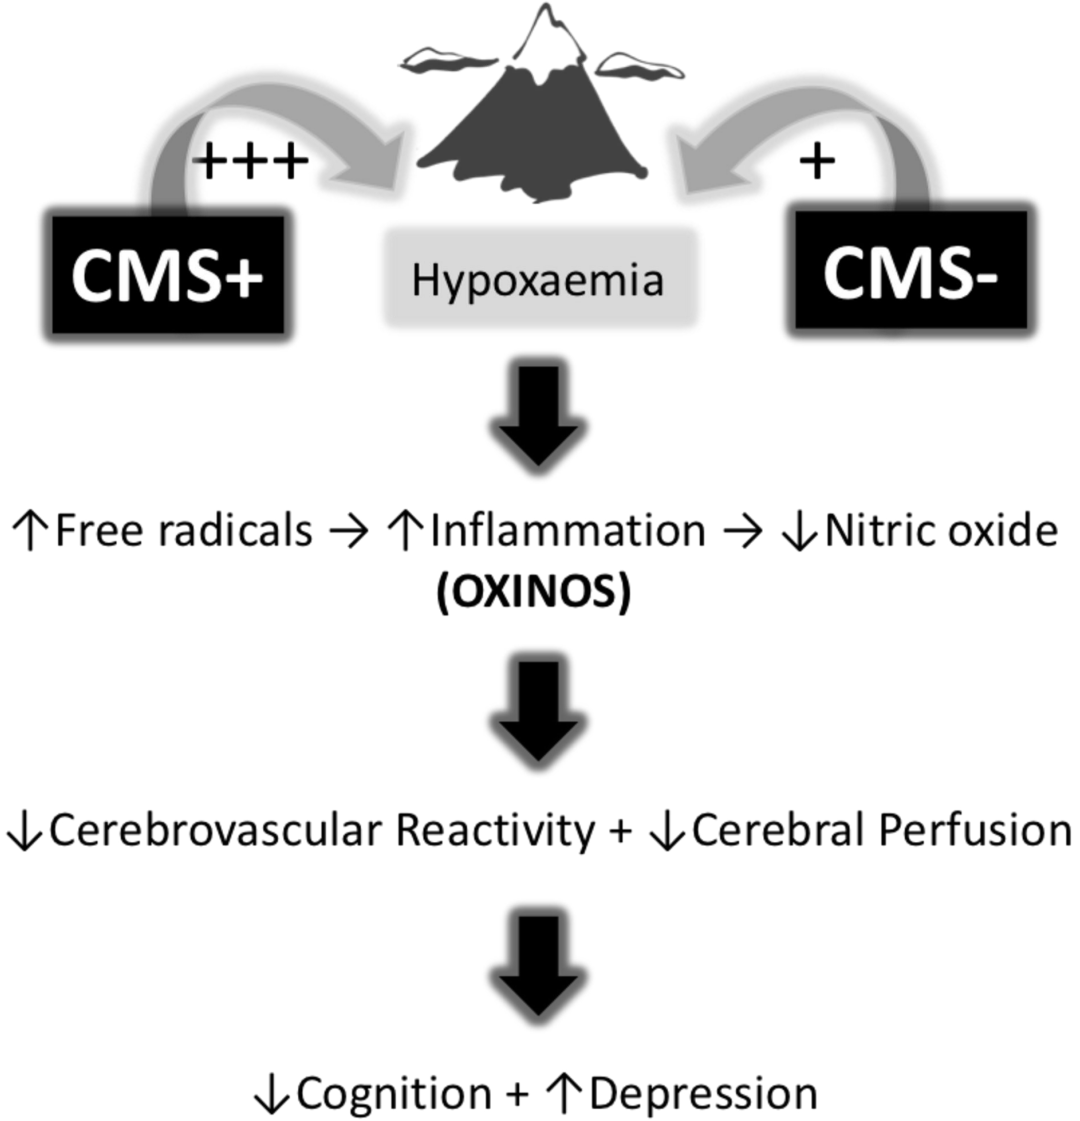 +++
+
CMS+
Hypoxaemia
CMS-
↑Free radicals → ↑Inflammation → ↓Nitric oxide
(OXINOS)
↓Cerebrovascular Reactivity + ↓Cerebral Perfusion
↓Cognition + ↑Depression